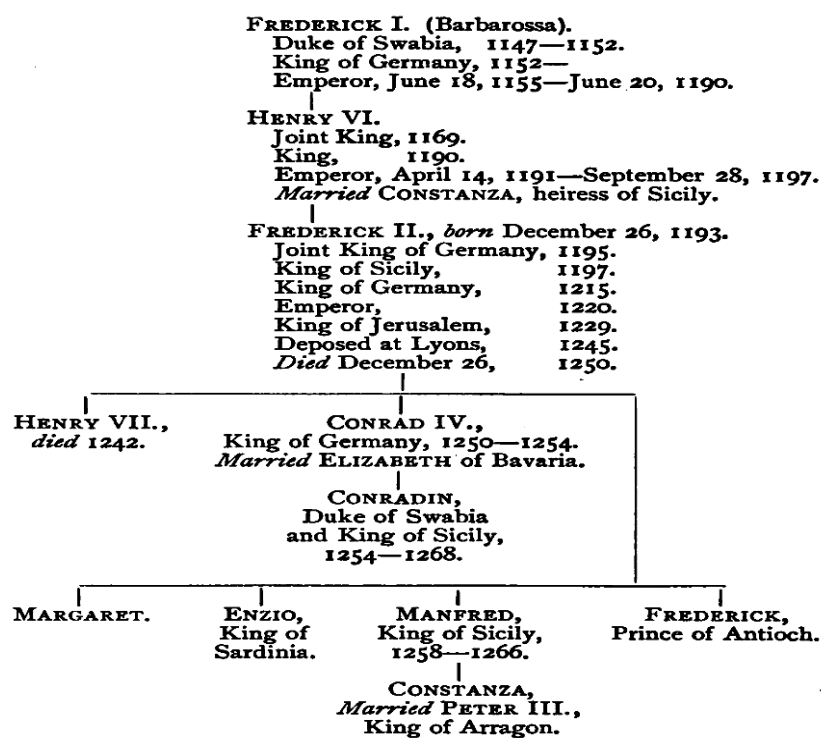 FREDERICK I. (Barbarossa).
Duke of Swabia, 1147—1152.
King of Germany, 1152—
Emperor, June 18, 1155—June 20, 1190.
HENRY VI.
Joint King, 1169.
King, 1190.
Emperor, April 14, 1191—September 28, 1197.
Married CONSTANZA, heiress of Sicily.
FREDERICK II., born December 26, 1193.
Joint King of Germany, 1195.
King of Sicily, 1197.
King of Germany, 1215.
Emperor, 1220.
King of Jerusalem, 1229.
Deposed at Lyons, 1245.
Died December 26, 1250.
HENRY VII.,
died 1242.
CONRAD IV.,
King of Germany, 1250—1254.
Married ELIZABETH of Bavaria.
CONRADIN,
Duke of Swabia
and King of Sicily,
1254—1268.
MARGARET.
ENZIO,
King of
Sardinia.
MANFRED,
King of Sicily,
1258—1266.
FREDERICK,
Prince of Antioch.
CONSTANZA,
Married PETER III.,
King of Arragon.